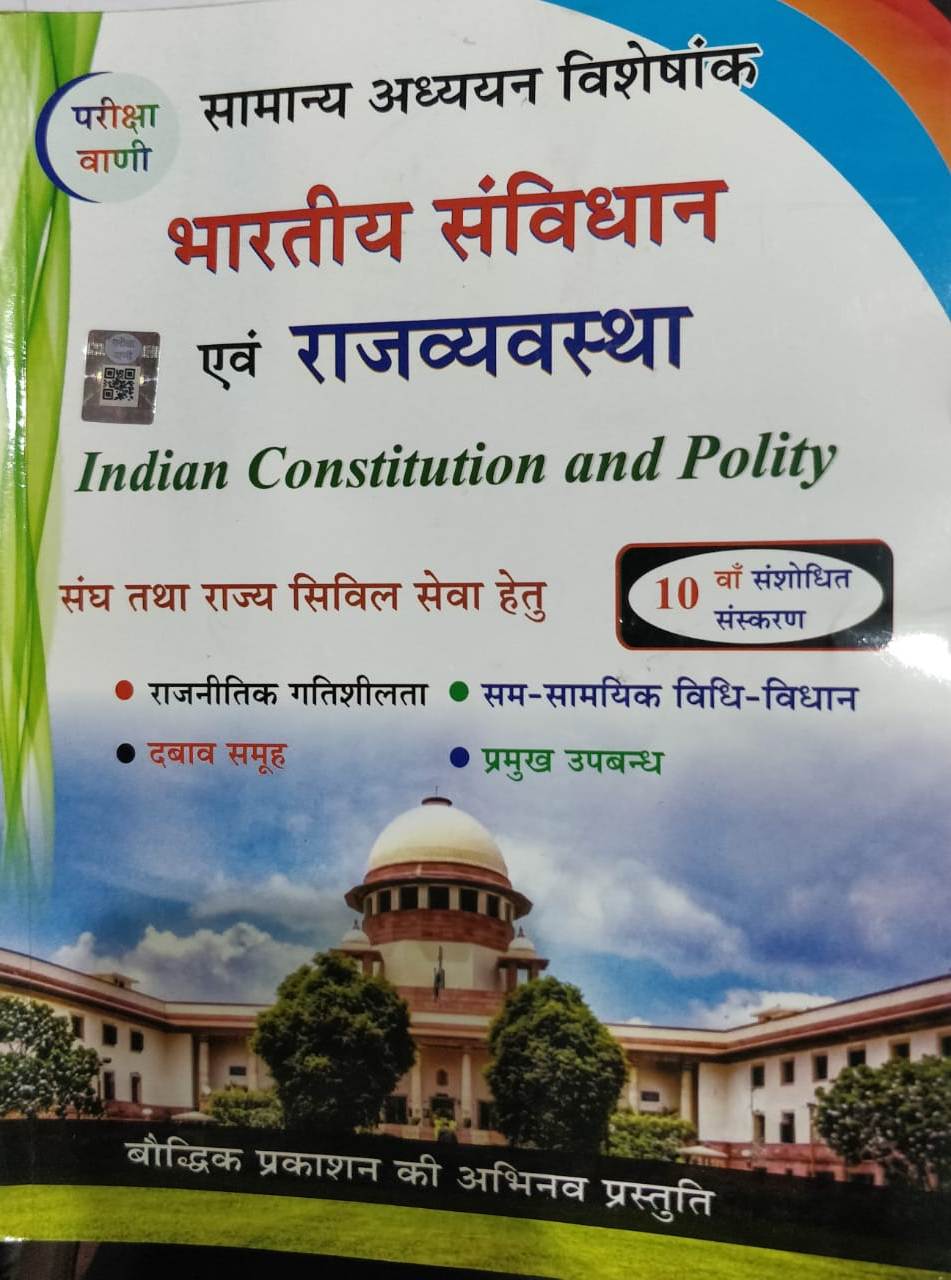 सामान्य अध्ययन विशेषांक
परीक्षा
वाणी
भारतीय संविधान
एवं राजव्यवस्था
परीक्षा
वाणी
Indian Constitution and Polity
संघ तथा राज्य सिविल सेवा हेतु
10 वाँ संशोधित
संस्करण
• राजनीतिक गतिशीलता • सम-सामयिक विधि-विधान
• दबाव समूह • प्रमुख उपबन्ध
बौद्धिक प्रकाशन की अभिनव प्रस्तुति